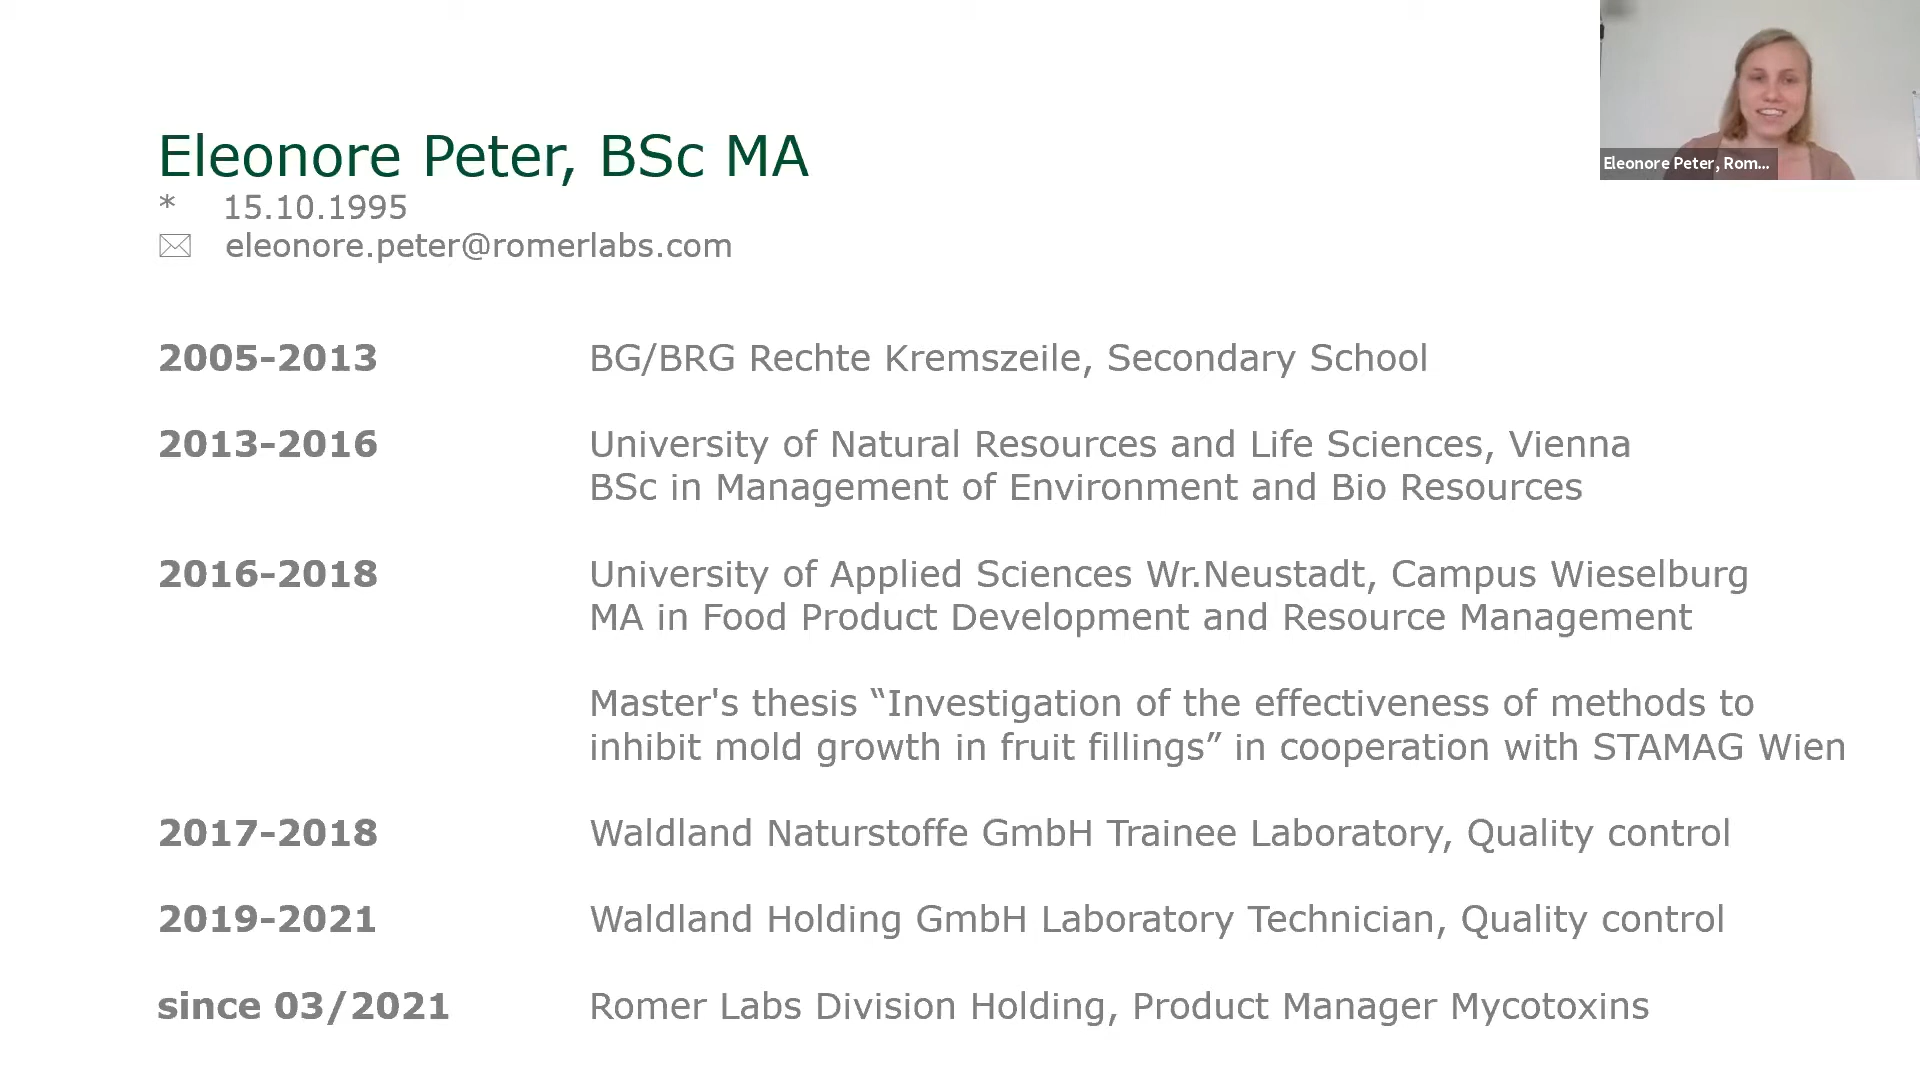 Eleonore Peter, BSc MA
* 15.10.1995
✉ eleonore.peter@romerlabs.com
Eleonore Peter, Rom...
2005-2013 BG/BRG Rechte Kremszeile, Secondary School
2013-2016 University of Natural Resources and Life Sciences, Vienna
BSc in Management of Environment and Bio Resources
2016-2018 University of Applied Sciences Wr.Neustadt, Campus Wieselburg
MA in Food Product Development and Resource Management
Master's thesis “Investigation of the effectiveness of methods to
inhibit mold growth in fruit fillings” in cooperation with STAMAG Wien
2017-2018 Waldland Naturstoffe GmbH Trainee Laboratory, Quality control
2019-2021 Waldland Holding GmbH Laboratory Technician, Quality control
since 03/2021 Romer Labs Division Holding, Product Manager Mycotoxins